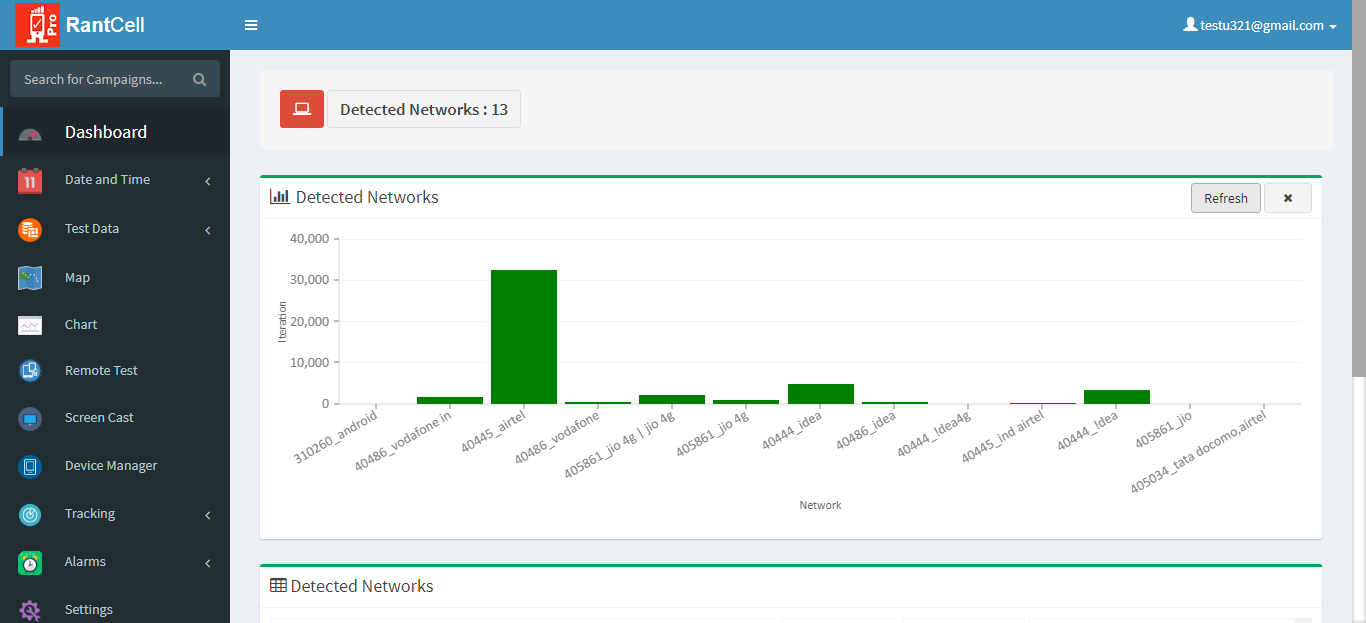 Pro
RantCell
testu321@gmail.com
Search for Campaigns...
Dashboard
11
Date and Time
Test Data
Map
Chart
Remote Test
Screen Cast
Device Manager
Tracking
Alarms
Settings
Detected Networks : 13
Detected Networks
Refresh
40,000
30,000
20,000
10,000
0
Iteration
310260_android
40486_vodafone in
40445_airtel
40486_vodafone
405861_jio 4g | jio 4g
405861_jio 4g
40444_idea
40486_idea
40444_Idea4g
40445_ind airtel
40444_Idea
405861_jio
405034_tata docomo,airtel
Network
Detected Networks